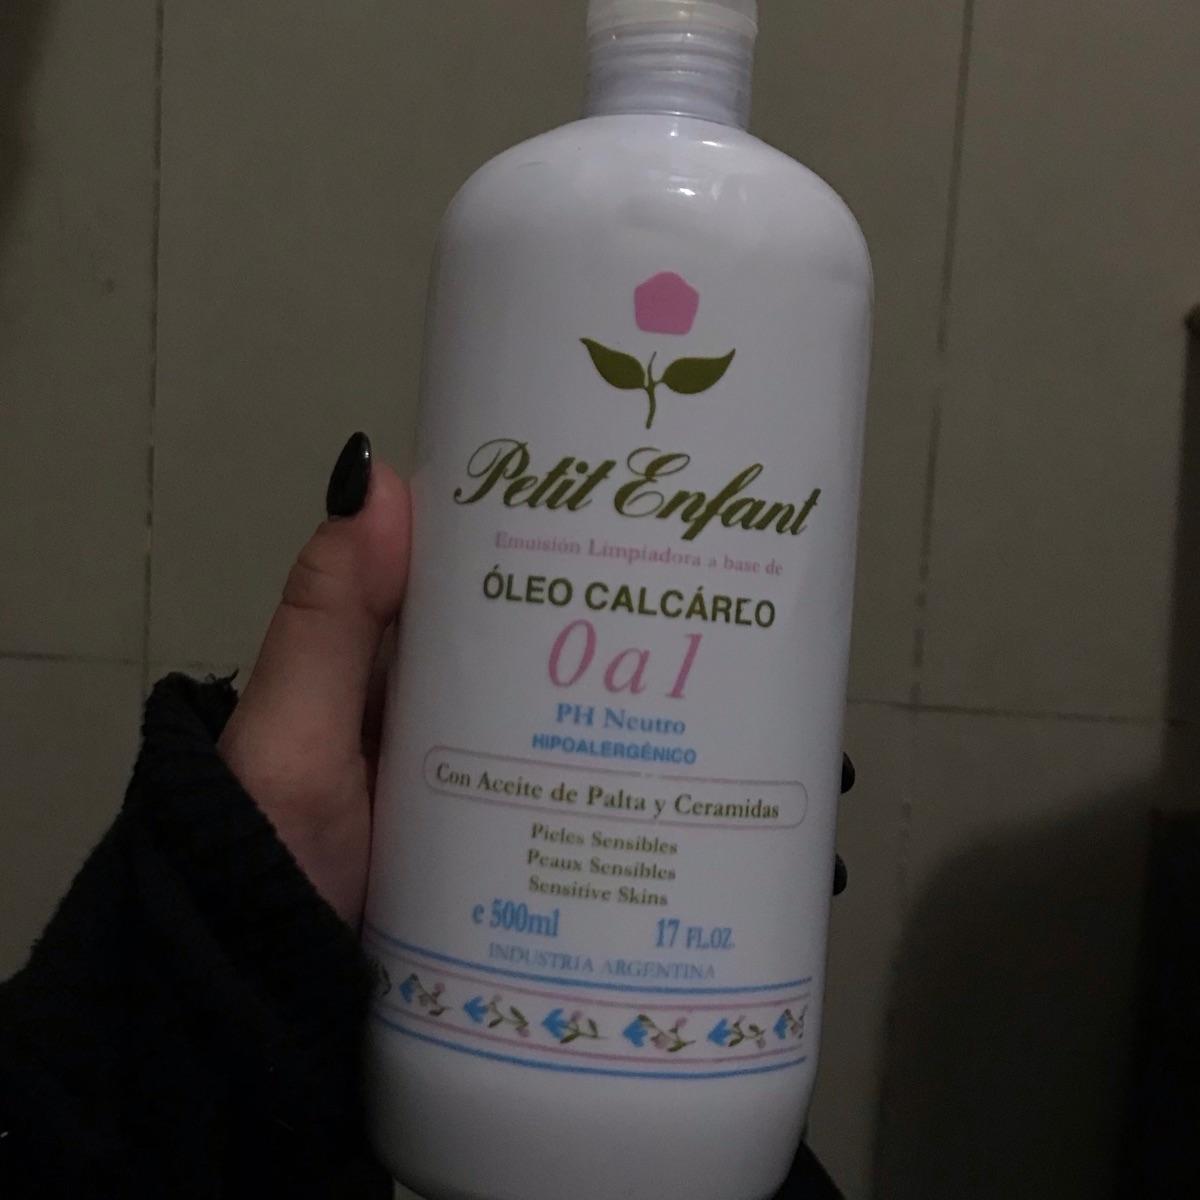 Petit Enfant
Emulsión Limpiadora a base de
ÓLEO CALCÁREO
0 a 1
PH Neutro
HIPOALERGÉNICO
Con Aceite de Palta y Ceramidas
Pieles Sensibles
Peaux Sensibles
Sensitive Skins
e 500ml 17 FL.OZ.
INDUSTRIA ARGENTINA